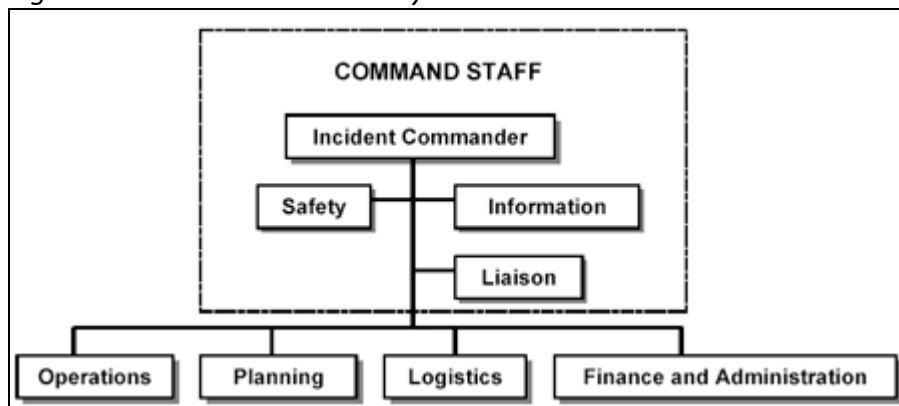 COMMAND STAFF
Incident Commander
Safety
Information
Liaison
Operations
Planning
Logistics
Finance and Administration